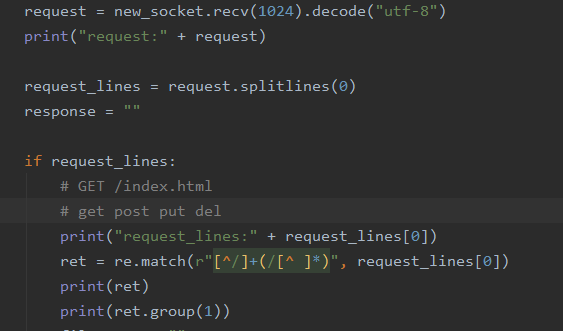 request = new_socket.recv(1024).decode("utf-8")
print("request:" + request)
request_lines = request.splitlines(0)
response = ""
if request_lines:
# GET /index.html
# get post put del
print("request_lines:" + request_lines[0])
ret = re.match(r"[^/]+(/[^ ]*)", request_lines[0])
print(ret)
print(ret.group(1))